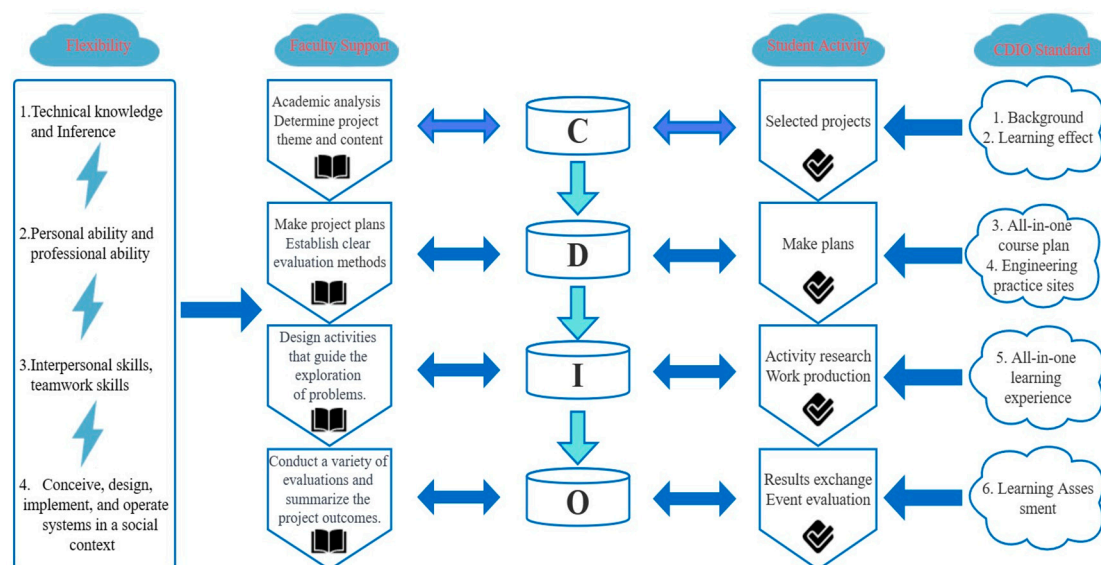 Flexibility
Faculty Support
Student Activity
CDIO Standard
1.Technical knowledge
and Inference
2.Personal ability and
professional ability
3.Interpersonal skills,
teamwork skills
4. Conceive, design,
implement, and operate
systems in a social
context
Academic analysis
Determine project
theme and content
Make project plans
Establish clear
evaluation methods
Design activities
that guide the
exploration
of problems.
Conduct a variety of
evaluations and
summarize the
project outcomes.
C
D
I
O
Selected projects
Make plans
Activity research
Work production
Results exchange
Event evaluation
1. Background
2. Learning effect
3. All-in-one
course plan
4. Engineering
practice sites
5. All-in-one
learning
experience
6. Learning Asses
sment